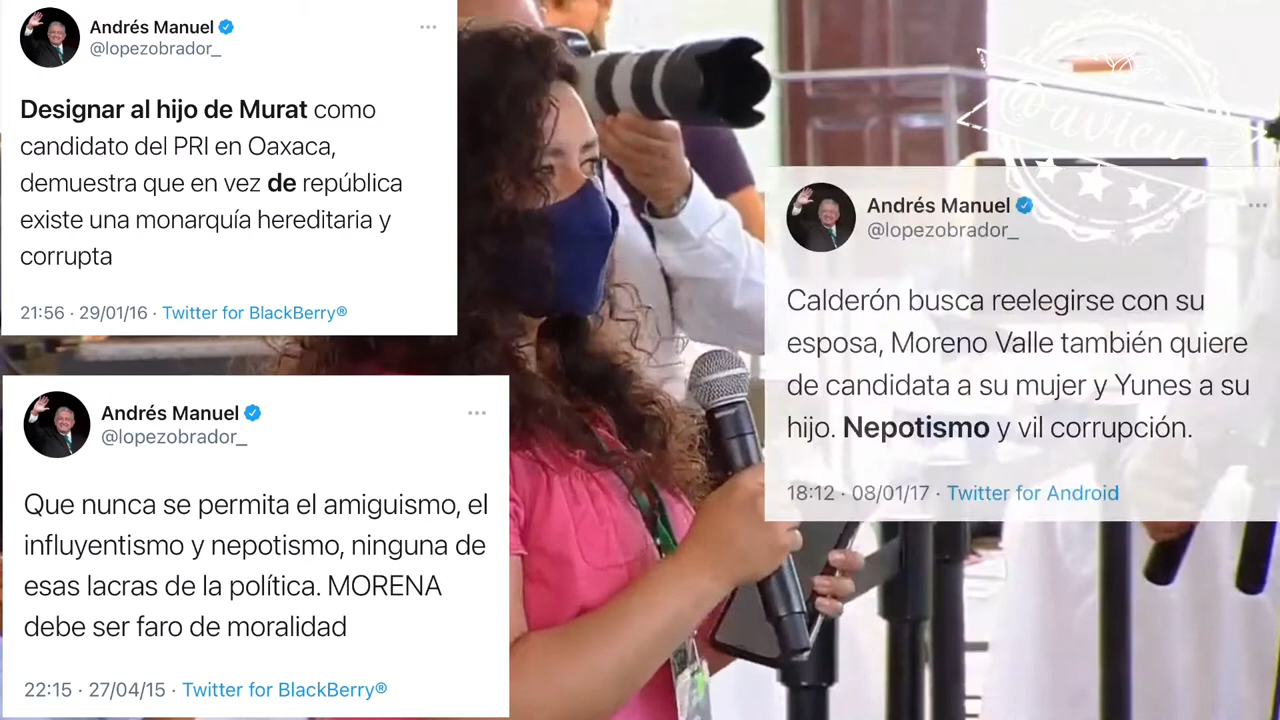 Andrés Manuel
@lopezobrador_
Designar al hijo de Murat como
candidato del PRI en Oaxaca,
demuestra que en vez de república
existe una monarquía hereditaria y
corrupta
21:56 · 29/01/16 · Twitter for BlackBerry®
Andrés Manuel
@lopezobrador_
Que nunca se permita el amiguismo, el
influyentismo y nepotismo, ninguna de
esas lacras de la política. MORENA
debe ser faro de moralidad
22:15 · 27/04/15 · Twitter for BlackBerry®
Andrés Manuel
@lopezobrador_
Calderón busca reelegirse con su
esposa, Moreno Valle también quiere
de candidata a su mujer y Yunes a su
hijo. Nepotismo y vil corrupción.
18:12 · 08/01/17 · Twitter for Android